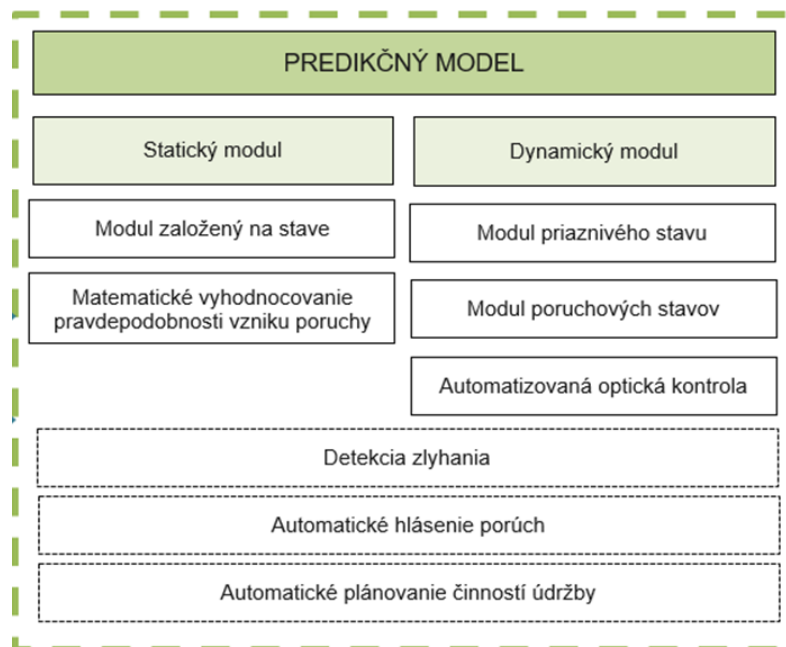 PREDIKČNÝ MODEL
Statický modul
Modul založený na stave
Matematické vyhodnocovanie
pravdepodobnosti vzniku poruchy
Dynamický modul
Modul priaznivého stavu
Modul poruchových stavov
Automatizovaná optická kontrola
Detekcia zlyhania
Automatické hlásenie porúch
Automatické plánovanie činností údržby